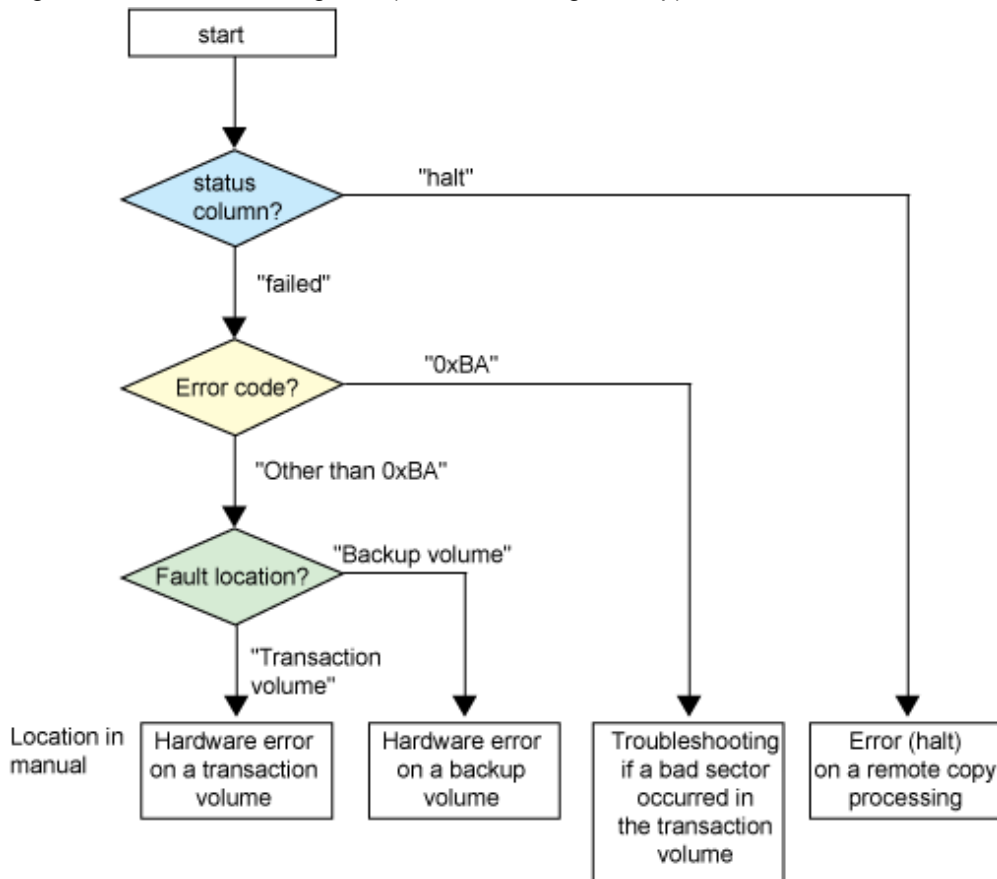 start
status
column?
"halt"
"failed"
Error code?
"0xBA"
"Other than 0xBA"
Fault location?
"Backup volume"
"Transaction
volume"
Location in
manual
Hardware error
on a transaction
volume
Hardware error
on a backup
volume
Troubleshooting
if a bad sector
occurred in
the transaction
volume
Error (halt)
on a remote copy
processing